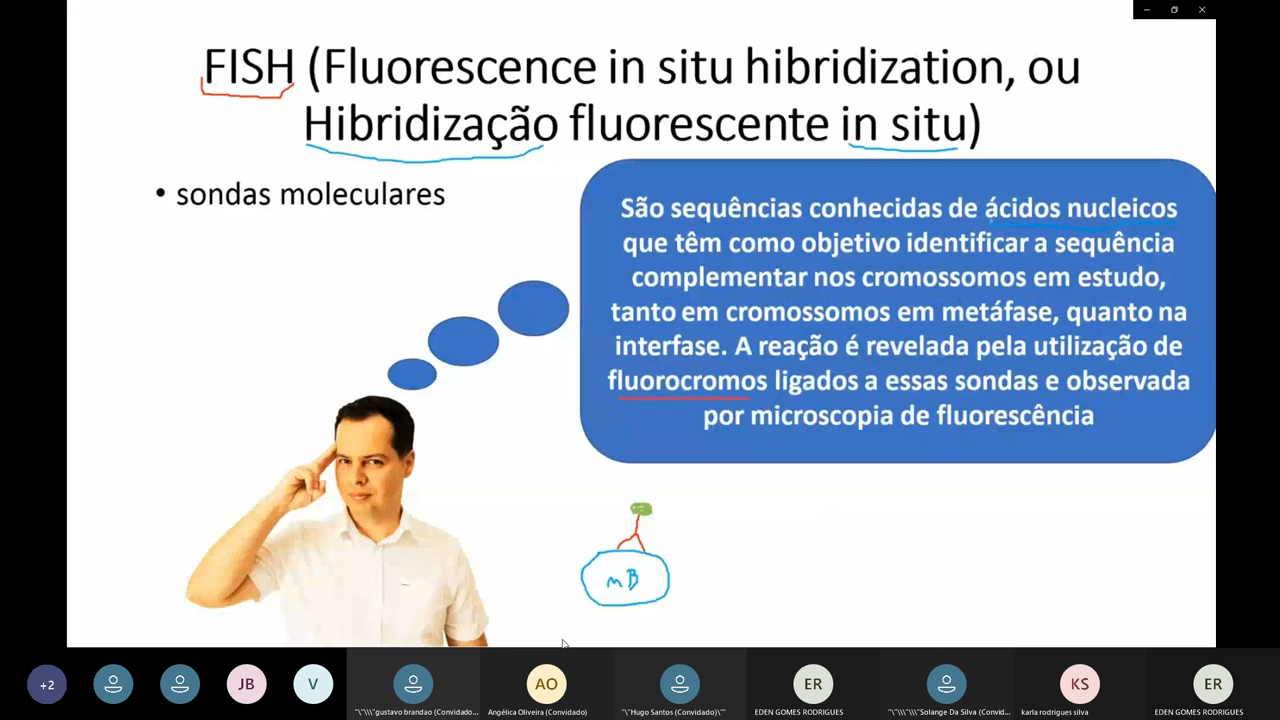 FISH (Fluorescence in situ hibridization, ou
Hibridização fluorescente in situ)
• sondas moleculares
São sequências conhecidas de ácidos nucleicos
que têm como objetivo identificar a sequência
complementar nos cromossomos em estudo,
tanto em cromossomos em metáfase, quanto na
interfase. A reação é revelada pela utilização de
fluorocromos ligados a essas sondas e observada
por microscopia de fluorescência
mB
+2
JB
V
AO
ER
KS
ER
"\"\\\"gustavo brandao (Convidado...
Angélica Oliveira (Convidado)
"\"Hugo Santos (Convidado)\""
EDEN GOMES RODRIGUES
"\"\\\"\\\\"Solange Da Silva (Convid...
karla rodrigues silva
EDEN GOMES RODRIGUES